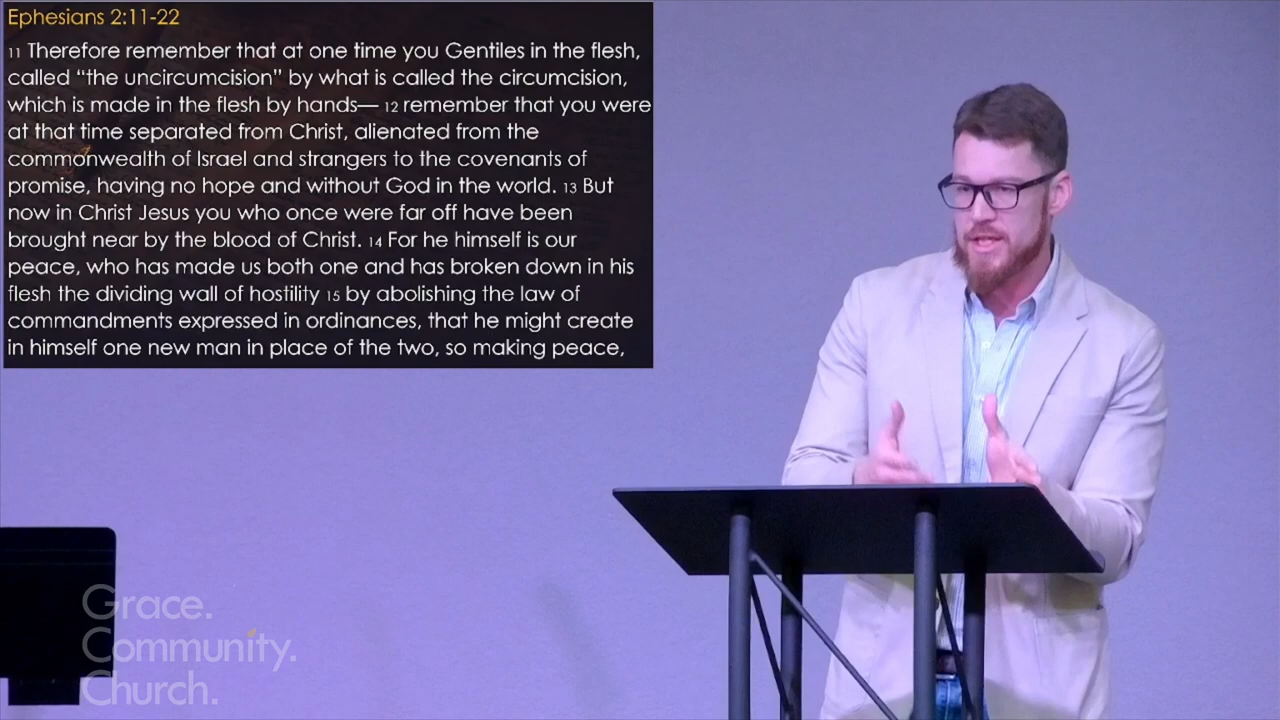 Ephesians 2:11-22
11 Therefore remember that at one time you Gentiles in the flesh,
called “the uncircumcision” by what is called the circumcision,
which is made in the flesh by hands— 12 remember that you were
at that time separated from Christ, alienated from the
commonwealth of Israel and strangers to the covenants of
promise, having no hope and without God in the world. 13 But
now in Christ Jesus you who once were far off have been
brought near by the blood of Christ. 14 For he himself is our
peace, who has made us both one and has broken down in his
flesh the dividing wall of hostility 15 by abolishing the law of
commandments expressed in ordinances, that he might create
in himself one new man in place of the two, so making peace,
Grace.
Community.
Church.